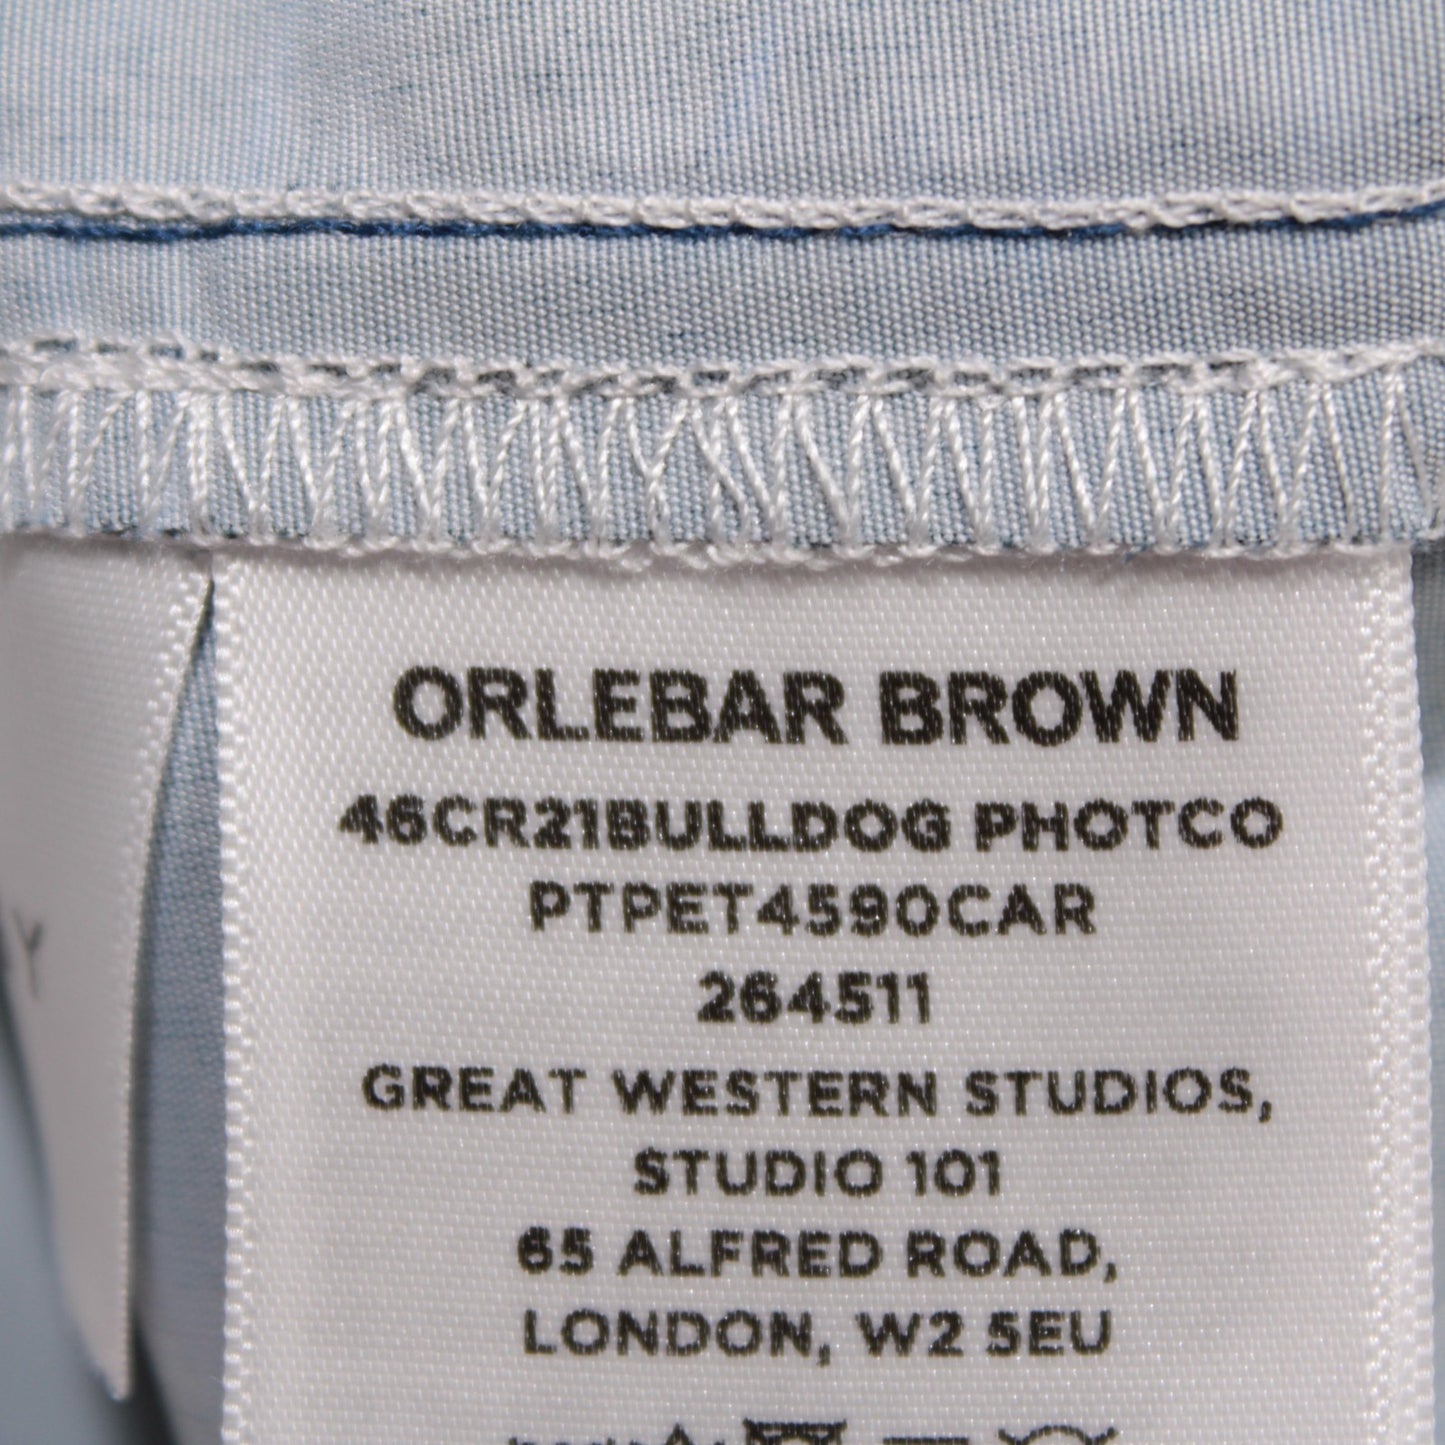 ORLEBAR BROWN
46CR21BULLDOG PHOTCO
PTPET4590CAR
264511
GREAT WESTERN STUDIOS,
STUDIO 101
65 ALFRED ROAD,
LONDON, W2 5EU